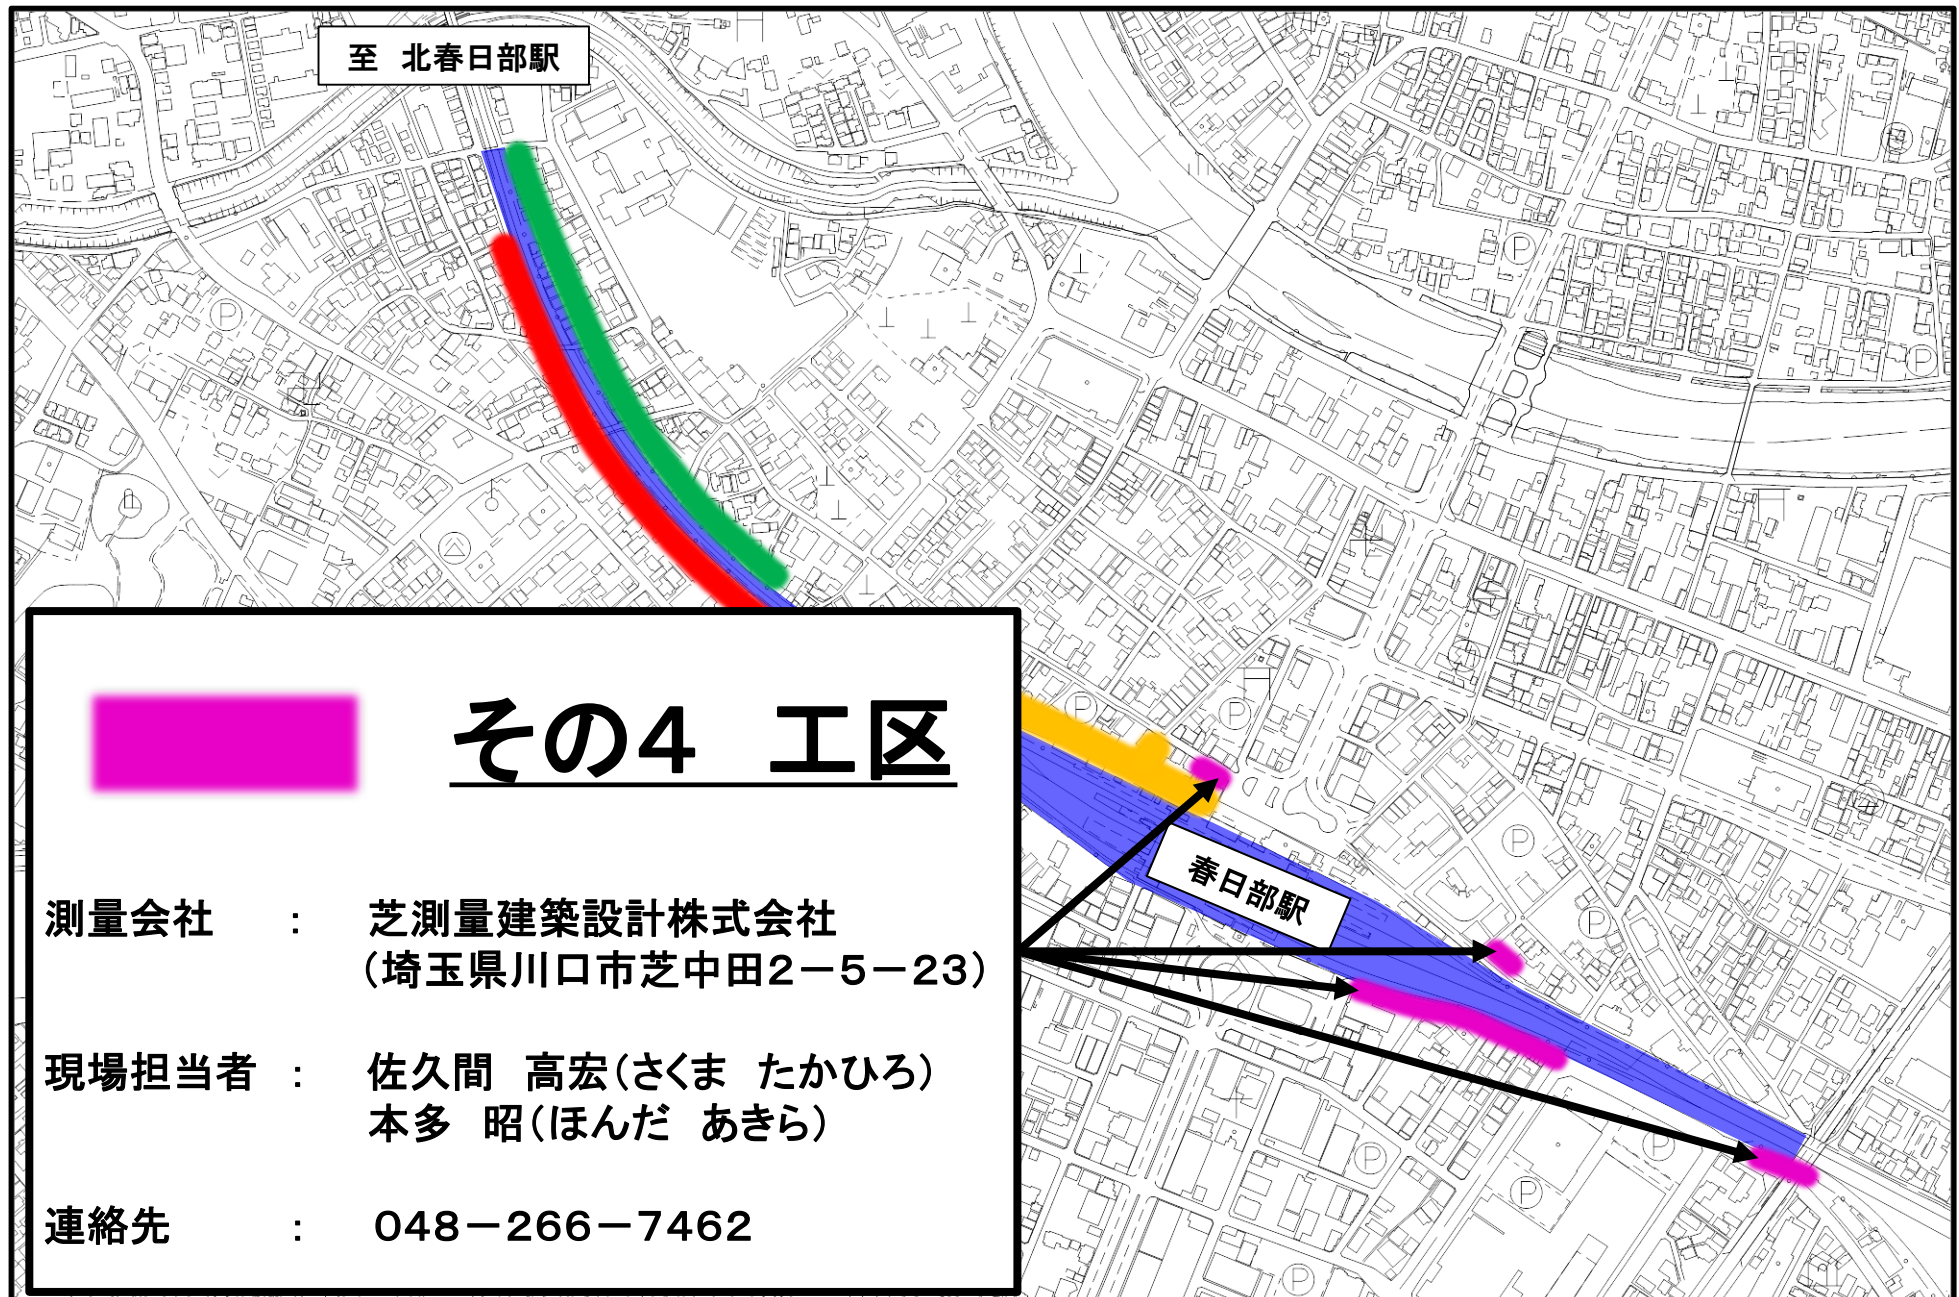 至 北春日部駅
その4 工区
測量会社 : 芝測量建築設計株式会社
(埼玉県川口市芝中田2-5-23)
現場担当者 : 佐久間 高宏(さくま たかひろ)
本多 昭(ほんだ あきら)
連絡先 : 048-266-7462
春日部駅
P
P
P
P
P
P
P
P
P
P
P